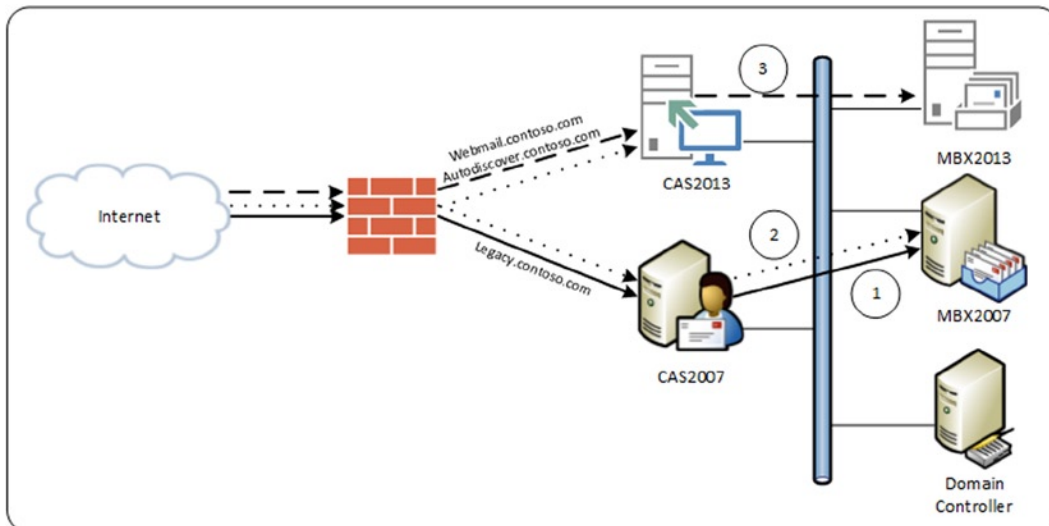 Internet
Webmail.contoso.com
Autodiscover.contoso.com
Legacy.contoso.com
CAS2013
3
MBX2013
2
1
CAS2007
MBX2007
Domain
Controller